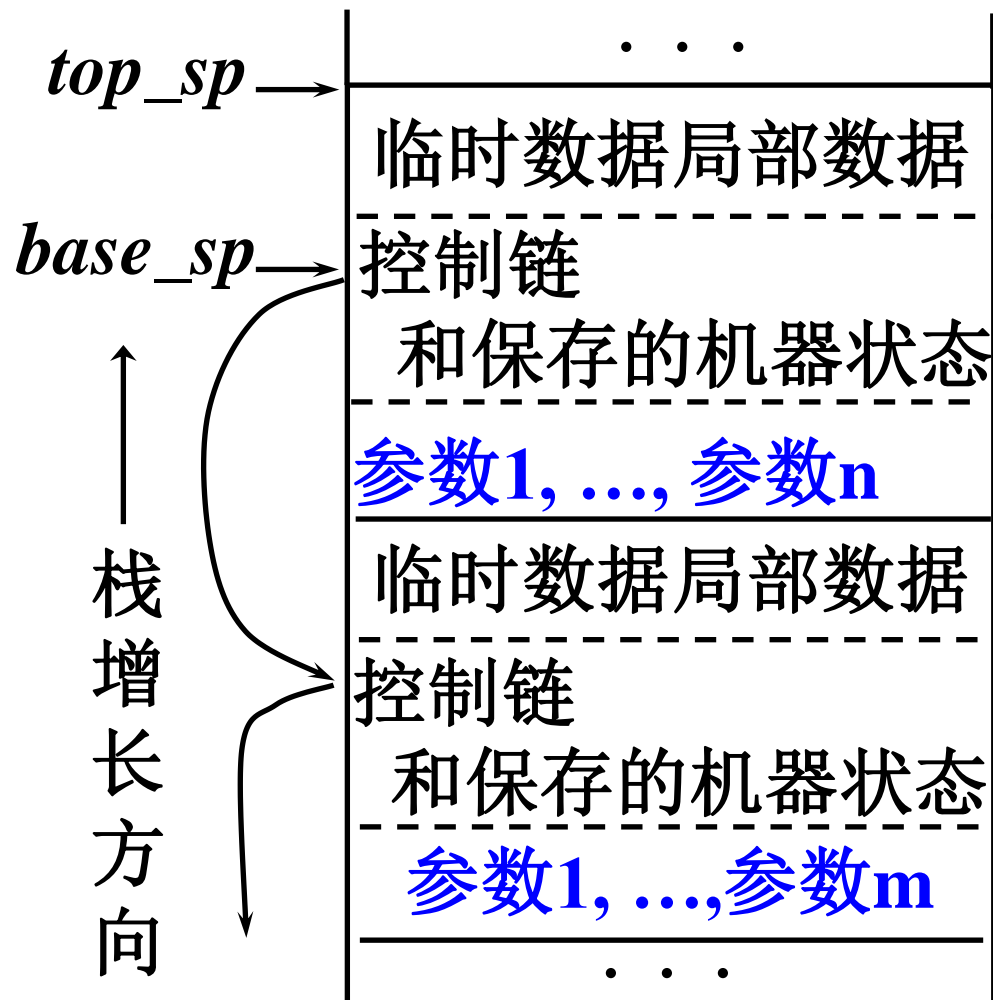 . . .
top_sp
临时数据局部数据
base_sp
控制链
和保存的机器状态
参数1, …, 参数n
临时数据局部数据
控制链
和保存的机器状态
参数1, …,参数m
. . .
栈增长方向